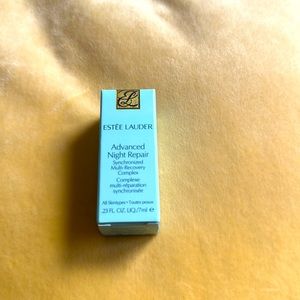 ESTĒE LAUDER
Advanced
Night Repair
Synchronized
Multi-Recovery
Complex
Complexe
multi-réparation
synchronisée
All Skintypes • Toutes peaux
.23 FL. OZ. LIQ./7ml ℮